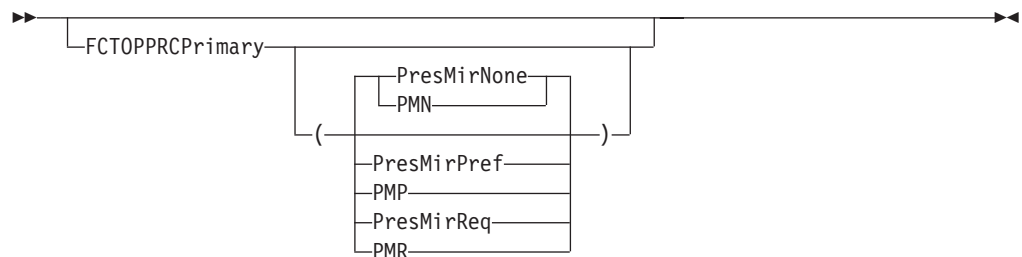 FCTOPPRCPrimary
PresMirNone
PMN
( )
PresMirPref
PMP
PresMirReq
PMR